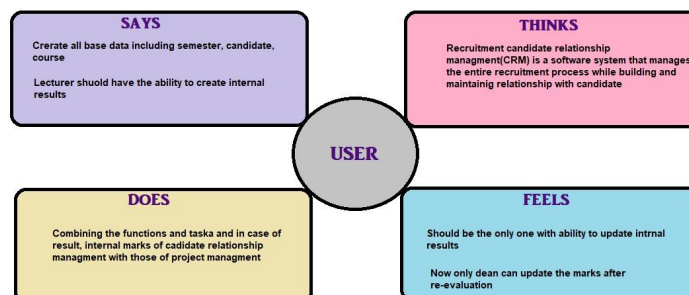 SAYS
Crerate all base data including semester, candidate,
course
Lecturer shuold have the ability to create internal
results
THINKS
Recruitment candidate relationship
managment(CRM) is a software system that manages
the entire recruitment process while building and
maintainig relationship with candidate
USER
DOES
Combining the functions and taska and in case of
result, internal marks of cadidate relationship
managment with those of project managment
FEELS
Should be the only one with ability to update intrnal
results
Now only dean can update the marks after
re-evaluation